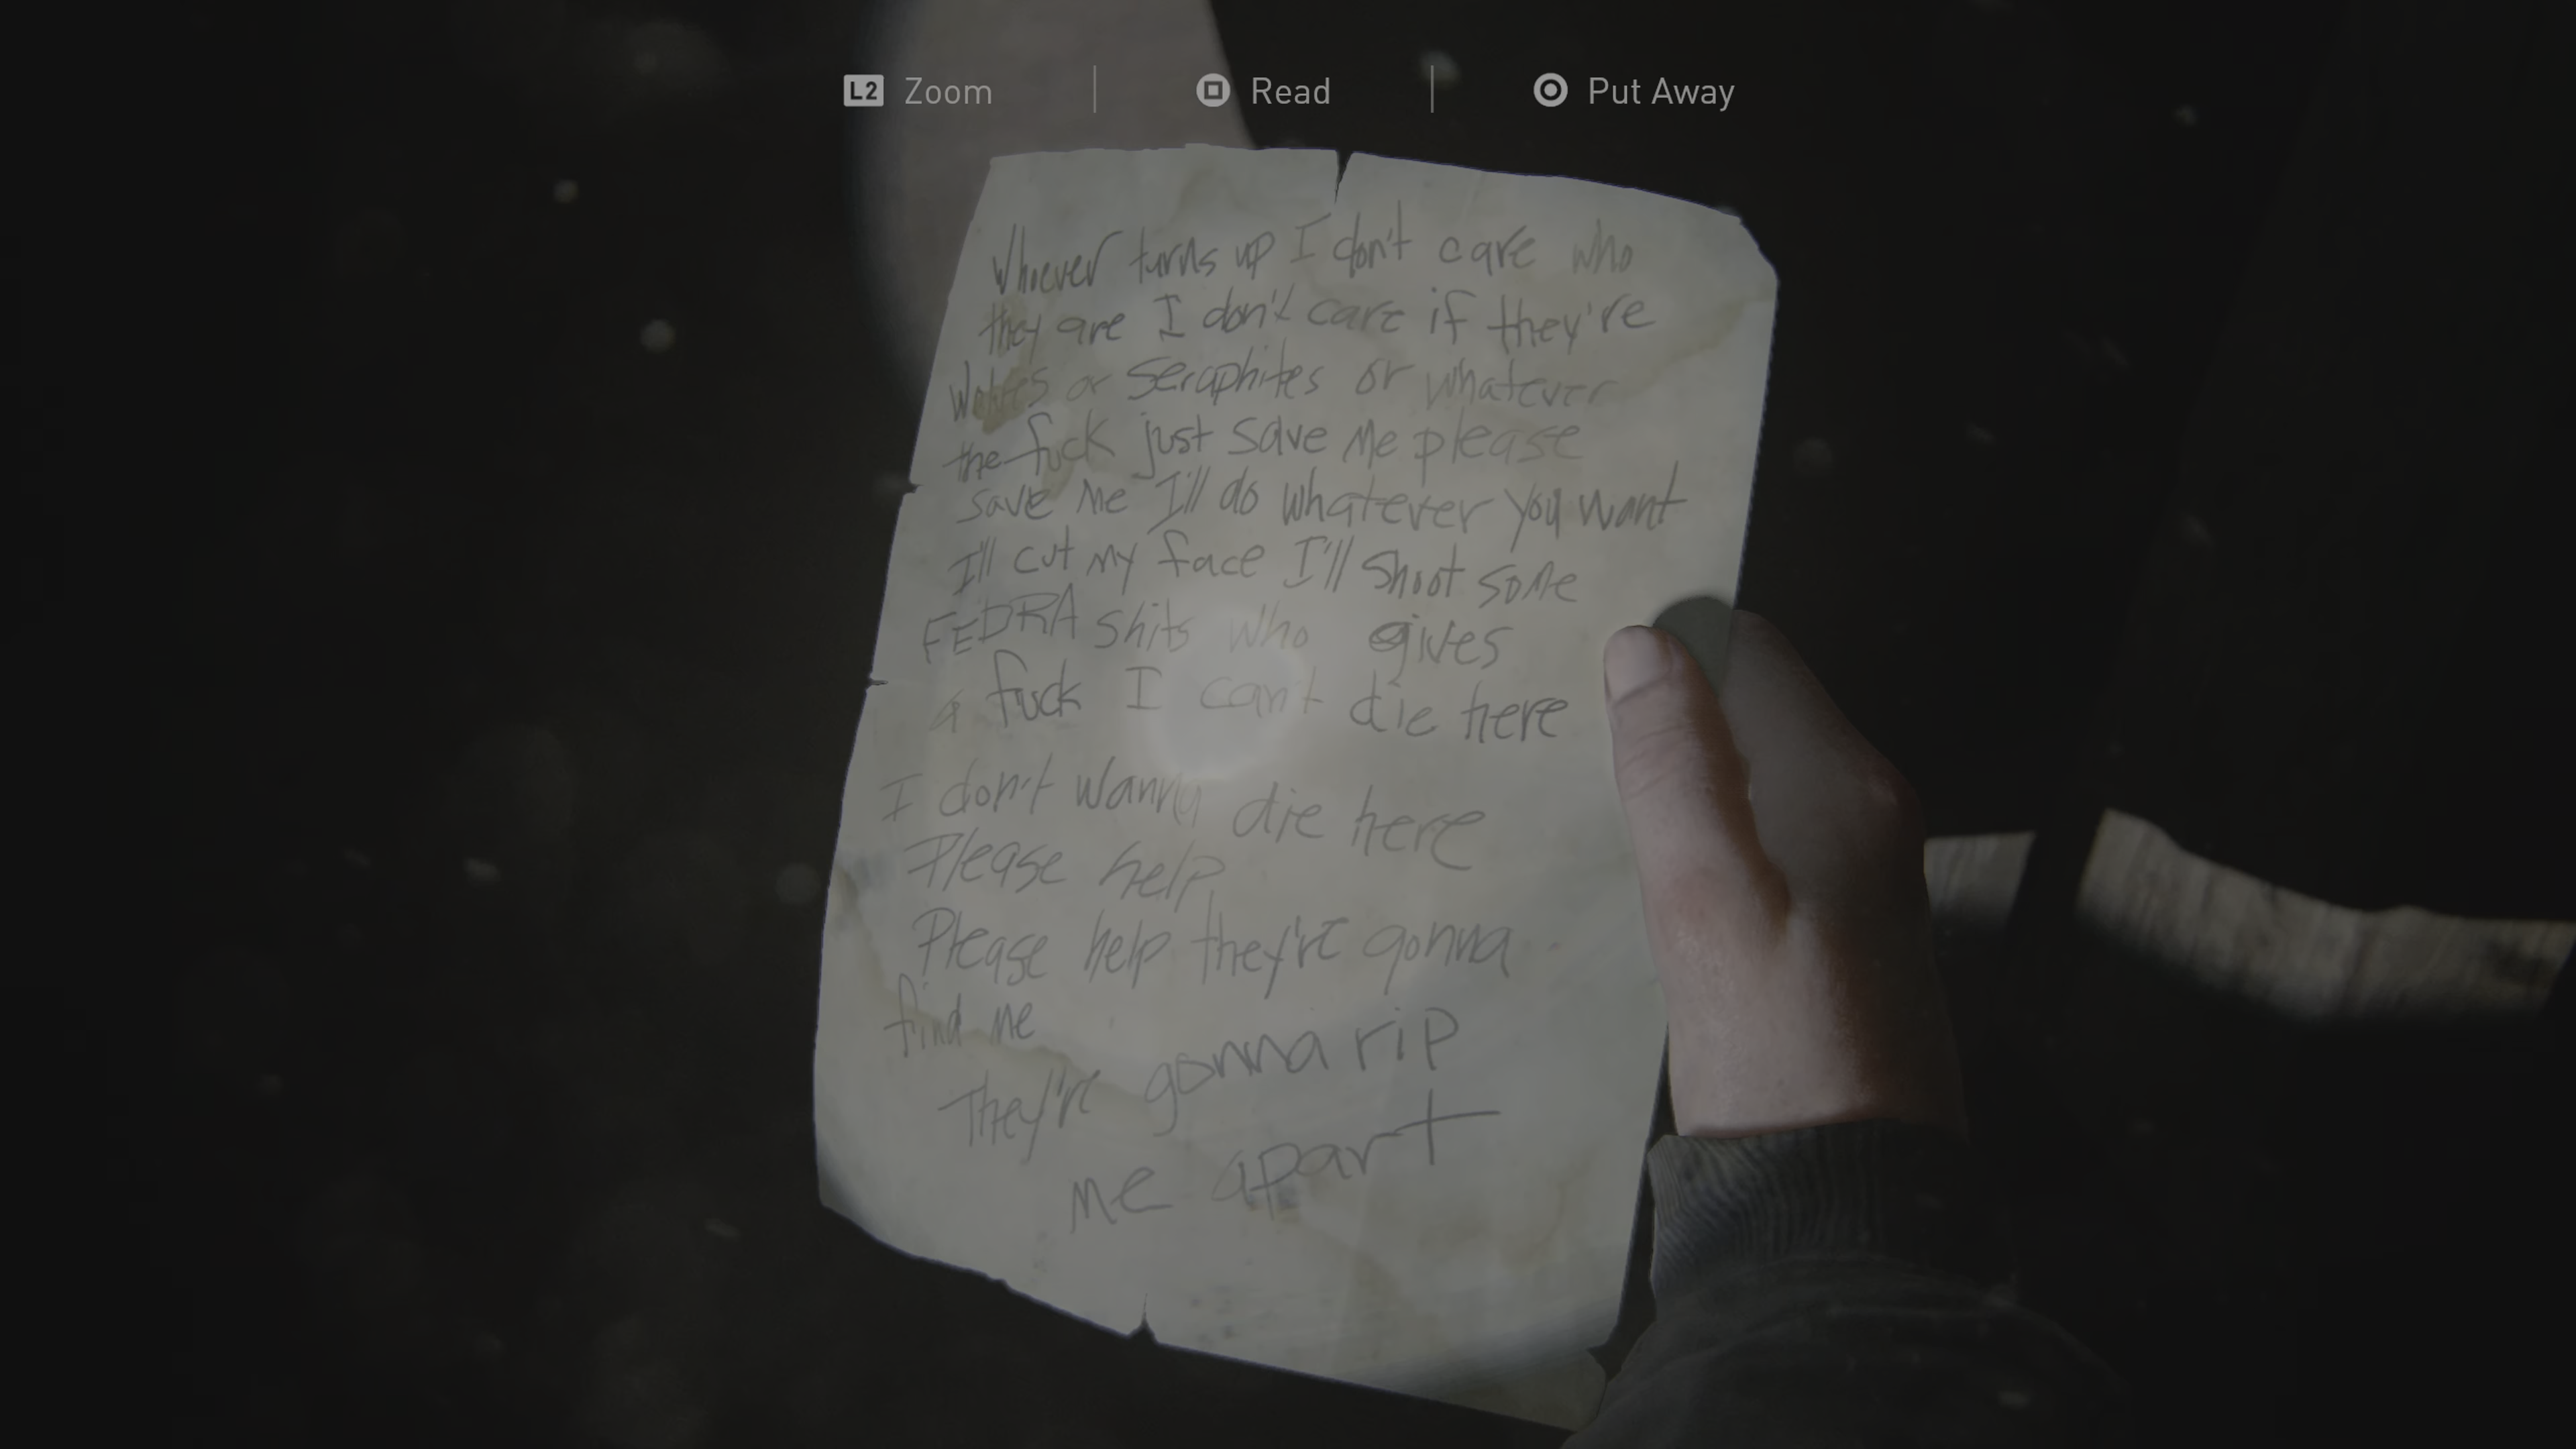 L2 Zoom | Read | Put Away
Whoever turns up I don't care who
they are I don't care if they're
Wolves or Seraphites or whatever
the fuck just save me please
save me I'll do whatever you want
I'll cut my face I'll shoot some
FEDRA shits who gives
a fuck I can't die here
I don't wanna die here
Please help
Please help they're gonna
find me
They're gonna rip
me apart